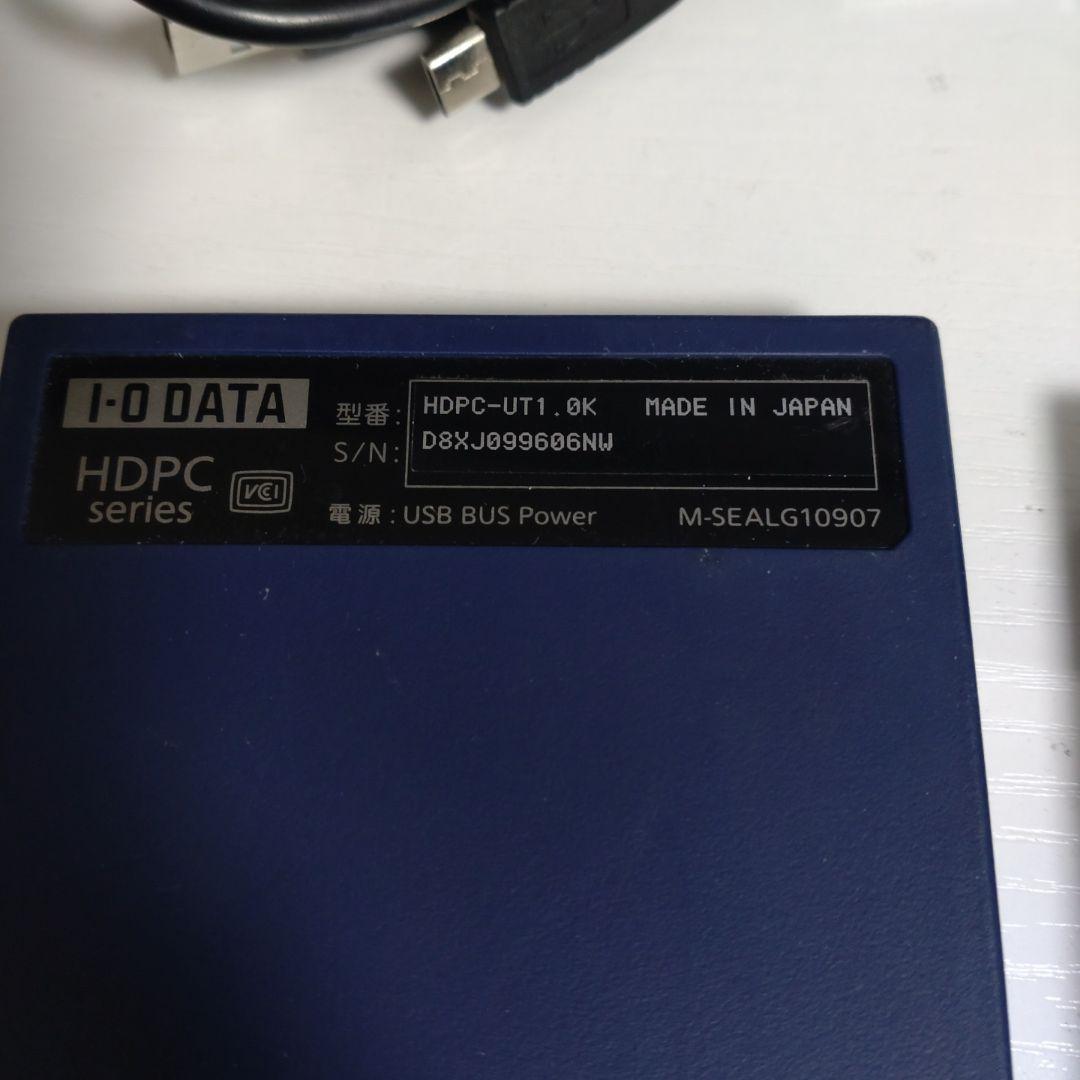 I-O DATA
HDPC
series
VCI
型番: HDPC-UT1.0K MADE IN JAPAN
S/N: D8XJ099606NW
電源: USB BUS Power M-SEALG10907